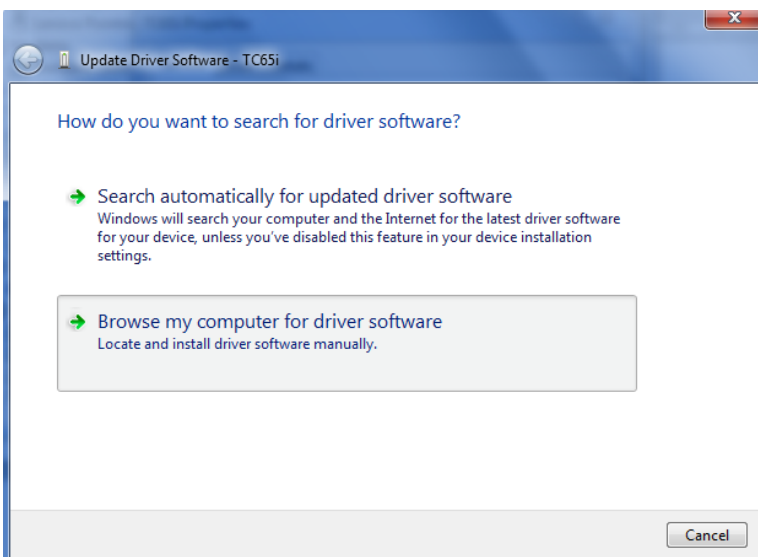 Update Driver Software - TC65i
How do you want to search for driver software?
Search automatically for updated driver software
Windows will search your computer and the Internet for the latest driver software
for your device, unless you've disabled this feature in your device installation
settings.
Browse my computer for driver software
Locate and install driver software manually.
Cancel